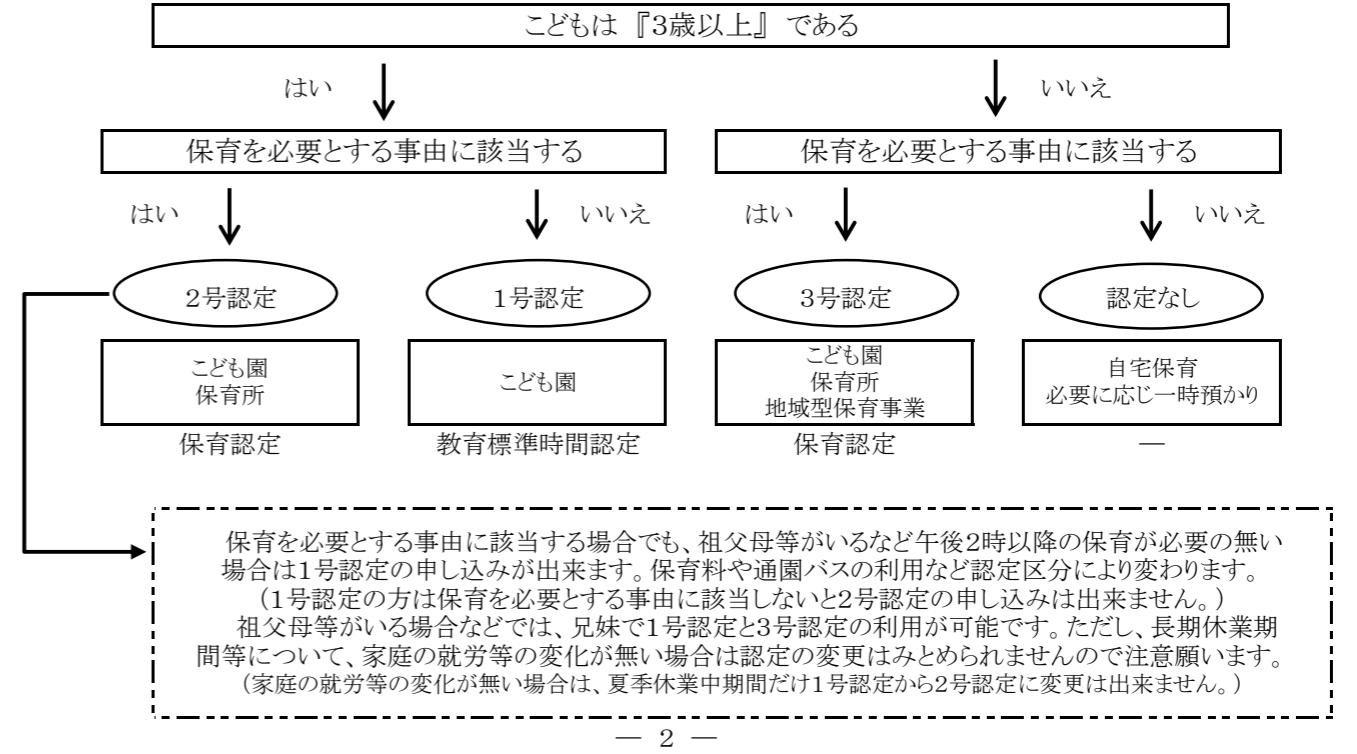 こどもは 『3歳以上』 である
はい
いいえ
保育を必要とする事由に該当する
保育を必要とする事由に該当する
はい
いいえ
はい
いいえ
2号認定
1号認定
3号認定
認定なし
こども園
保育所
こども園
こども園
保育所
地域型保育事業
自宅保育
必要に応じ一時預かり
保育認定
教育標準時間認定
保育認定
―
保育を必要とする事由に該当する場合でも、祖父母等がいるなど午後2時以降の保育が必要の無い
場合は1号認定の申し込みが出来ます。保育料や通園バスの利用など認定区分により変わります。
(1号認定の方は保育を必要とする事由に該当しないと2号認定の申し込みは出来ません。)
祖父母等がいる場合などでは、兄妹で1号認定と3号認定の利用が可能です。ただし、長期休業期
間等について、家庭の就労等の変化が無い場合は認定の変更はみとめられませんので注意願います。
(家庭の就労等の変化が無い場合は、夏季休業中期間だけ1号認定から2号認定に変更は出来ません。)
― 2 ―